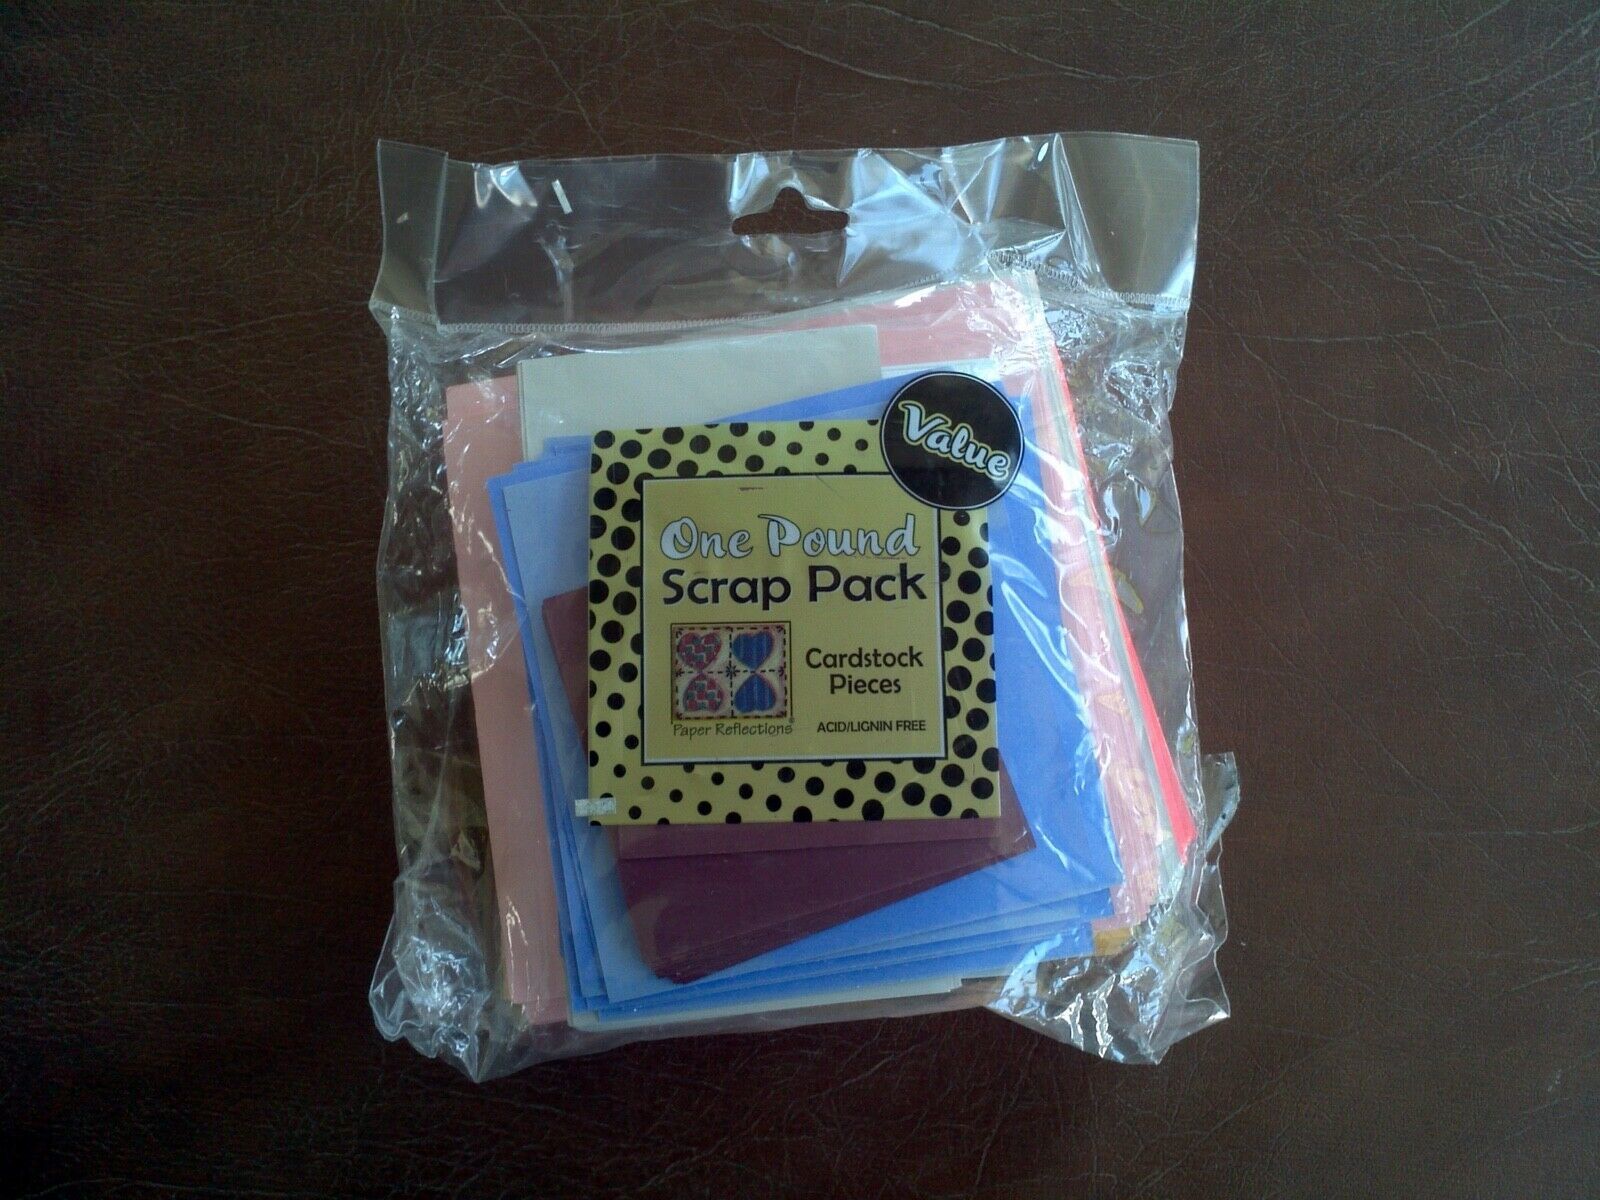 Value
One Pound
Scrap Pack
Cardstock
Pieces
Paper Reflections®
ACID/LIGNIN FREE